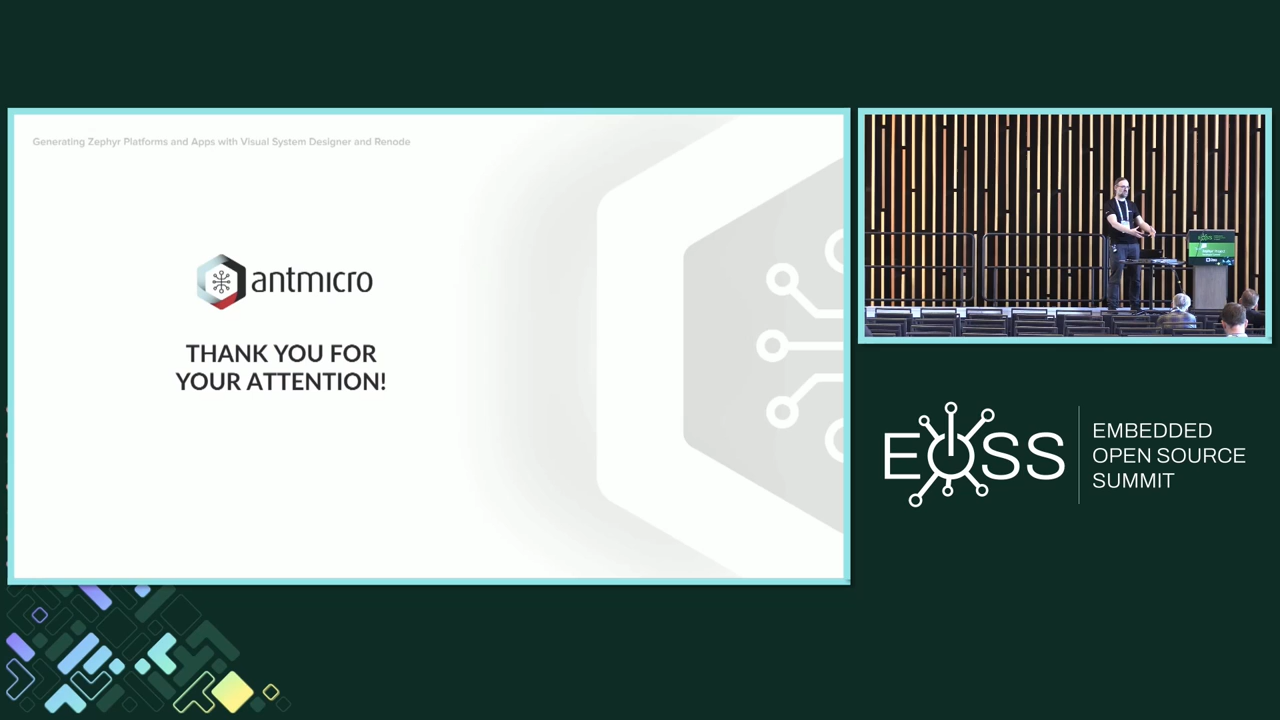 Generating Zephyr Platforms and Apps with Visual System Designer and Renode
antmicro
THANK YOU FOR
YOUR ATTENTION!
EOSS
EMBEDDED
OPEN SOURCE
SUMMIT